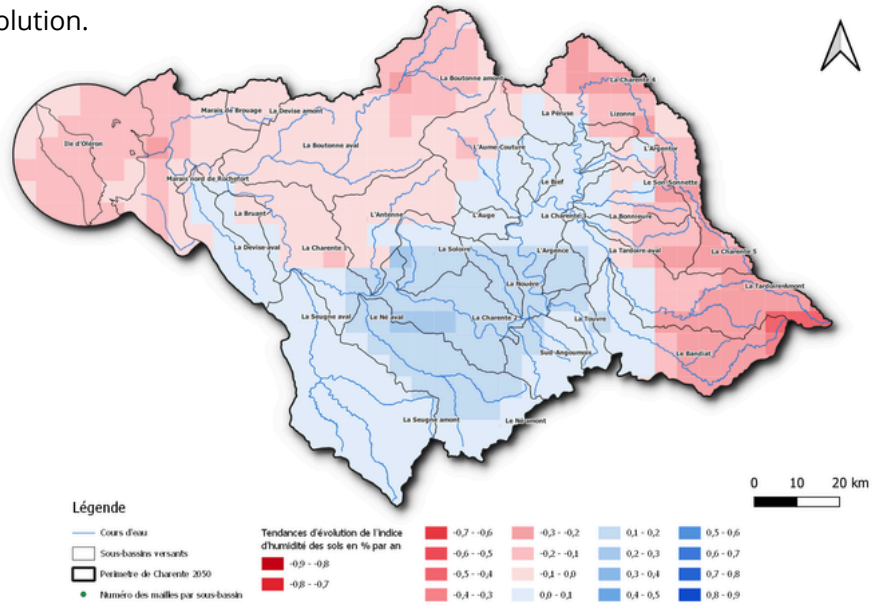 olution.
La Boutonne amont
La Charente 4
Marais de Brouage
La Devise amont
La Péruse
Lizonne
Ile d'Oléron
La Boutonne aval
L'Aume-Couture
L'Argentor
Marais nord de Rochefort
Le Bief
Le Son-Sonnette
La Bruant
L'Antenne
L'Auge
La Charente 3
La Bonnieure
La Devise aval
La Charente 1
La Soloire
L'Argence
La Tardoire aval
La Charente 5
La Nouère
La Tardoire Amont
La Seugne aval
Le Né aval
La Charente 2
La Touvre
Sud-Angoumois
Le Bandiat
La Seugne amont
Le Né amont
0 10 20 km
Légende
Cours d'eau
Sous-bassins versants
Périmetre de Charente 2050
Numéro des mailles par sous-bassin
Tendances d'évolution de l'indice
d'humidité des sols en % par an
-0,9 - -0,8
-0,8 - -0,7
-0,7 - -0,6
-0,6 - -0,5
-0,5 - -0,4
-0,4 - -0,3
-0,3 - -0,2
-0,2 - -0,1
-0,1 - 0,0
0,0 - 0,1
0,1 - 0,2
0,2 - 0,3
0,3 - 0,4
0,4 - 0,5
0,5 - 0,6
0,6 - 0,7
0,7 - 0,8
0,8 - 0,9